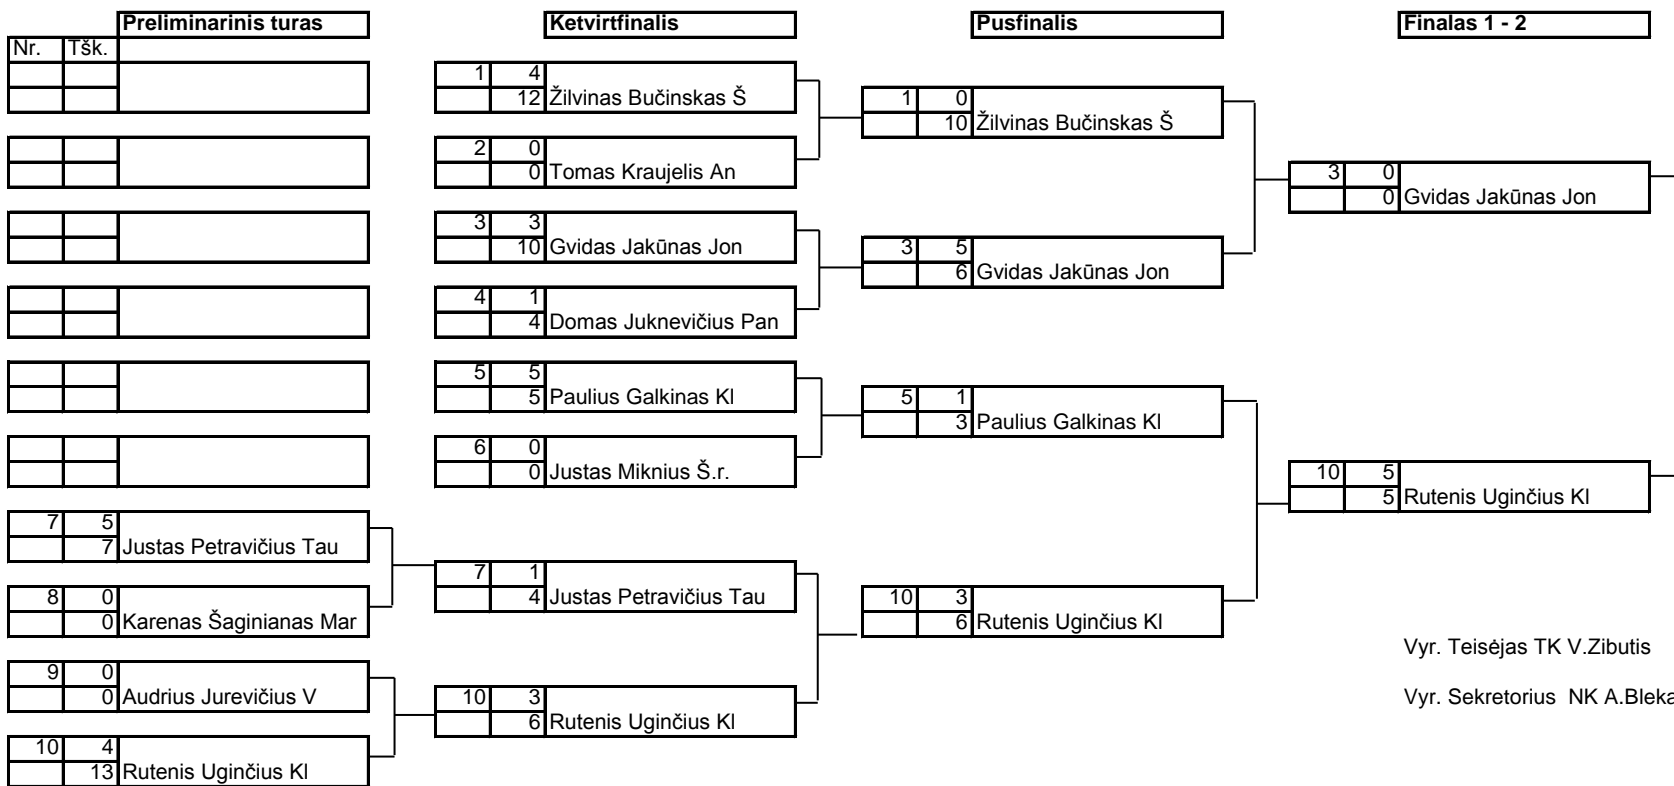 Preliminarinis turas Ketvirtfinalis Pusfinalis Finalas 1 - 2
Nr. Tšk.
1 4
12 Žilvinas Bučinskas Š
1 0
10 Žilvinas Bučinskas Š
2 0
0 Tomas Kraujelis An
3 0
0 Gvidas Jakūnas Jon
3 3
10 Gvidas Jakūnas Jon
3 5
6 Gvidas Jakūnas Jon
4 1
4 Domas Juknevičius Pan
5 5
5 Paulius Galkinas Kl
5 1
3 Paulius Galkinas Kl
6 0
0 Justas Miknius Š.r.
10 5
5 Rutenis Uginčius Kl
7 5
7 Justas Petravičius Tau
7 1
4 Justas Petravičius Tau
8 0
0 Karenas Šaginianas Mar
10 3
6 Rutenis Uginčius Kl
Vyr. Teisėjas TK V.Zibutis
9 0
0 Audrius Jurevičius V
10 3
6 Rutenis Uginčius Kl
Vyr. Sekretorius NK A.Bleka
10 4
13 Rutenis Uginčius Kl